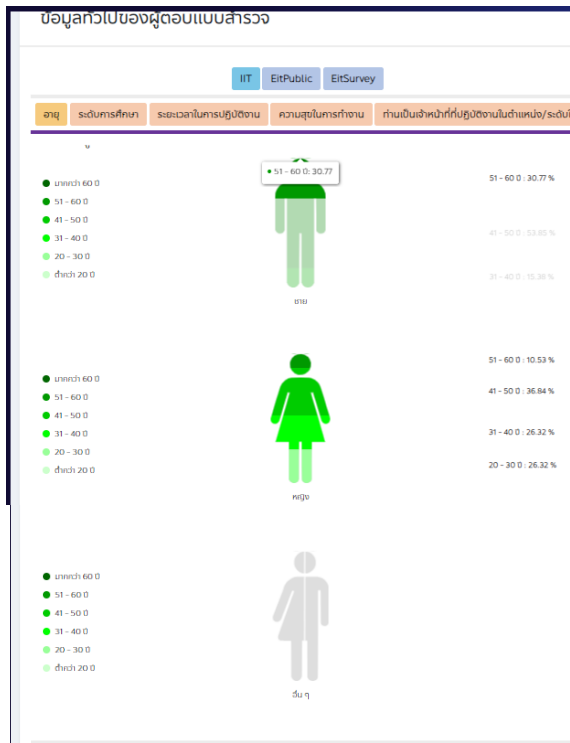 ข้อมูลทั่วไปของผู้ตอบแบบสำรวจ
IIT EitPublic EitSurvey
อายุ ระดับการศึกษา ระยะเวลาในการปฏิบัติงาน ความสุขในการทำงาน ท่านเป็นเจ้าหน้าที่ที่ปฏิบัติงานในตำแหน่ง/ระดับ
มากกว่า 60 ปี
51 - 60 ปี
41 - 50 ปี
31 - 40 ปี
20 - 30 ปี
ต่ำกว่า 20 ปี
51 - 60 ปี: 30.77
ชาย
51 - 60 ปี : 30.77 %
41 - 50 ปี : 53.85 %
31 - 40 ปี : 15.38 %
มากกว่า 60 ปี
51 - 60 ปี
41 - 50 ปี
31 - 40 ปี
20 - 30 ปี
ต่ำกว่า 20 ปี
หญิง
51 - 60 ปี : 10.53 %
41 - 50 ปี : 36.84 %
31 - 40 ปี : 26.32 %
20 - 30 ปี : 26.32 %
มากกว่า 60 ปี
51 - 60 ปี
41 - 50 ปี
31 - 40 ปี
20 - 30 ปี
ต่ำกว่า 20 ปี
อื่น ๆ